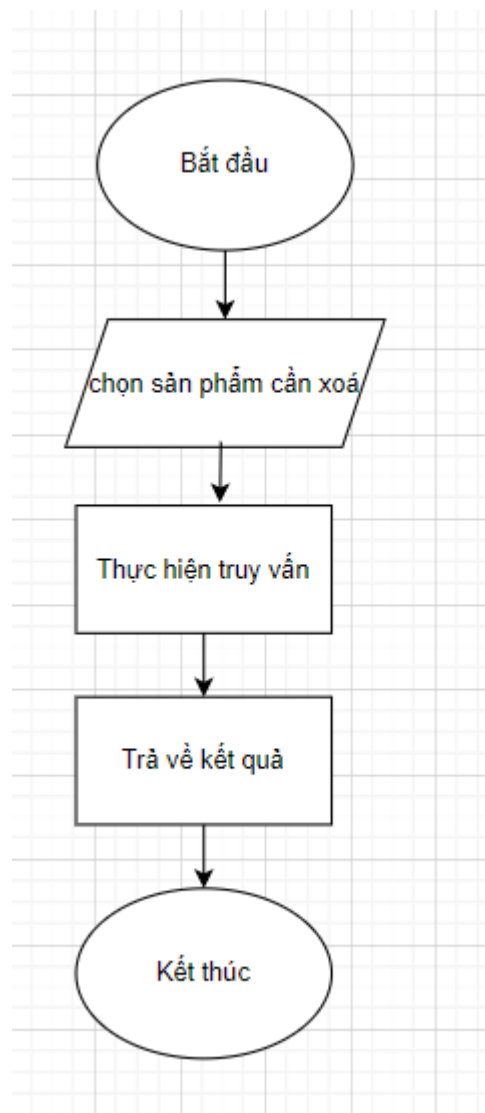 Bắt đầu
chọn sản phẩm cần xoá
Thực hiện truy vấn
Trả về kết quả
Kết thúc